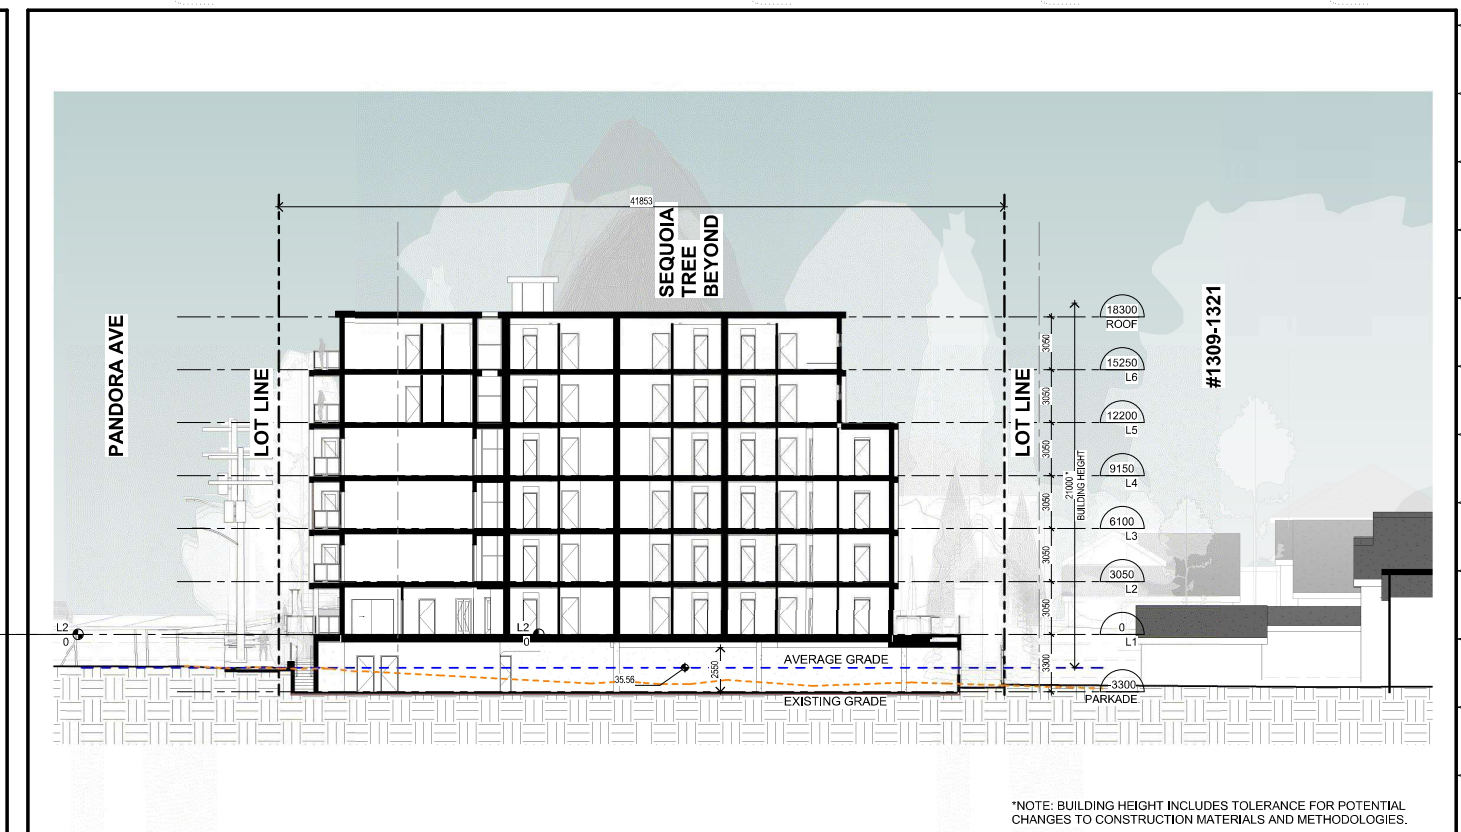 41853
SEQUOIA
TREE
BEYOND
PANDORA AVE
LOT LINE
LOT LINE
#1309-1321
18300
ROOF
3050
15250
L6
3050
12200
L5
3050
9150
L4
21000*
BUILDING HEIGHT
3050
6100
L3
3050
3050
L2
3050
0
L1
L2
0
L2
0
AVERAGE GRADE
3300
2550
35.56
-3300
PARKADE
EXISTING GRADE
*NOTE: BUILDING HEIGHT INCLUDES TOLERANCE FOR POTENTIAL
CHANGES TO CONSTRUCTION MATERIALS AND METHODOLOGIES.